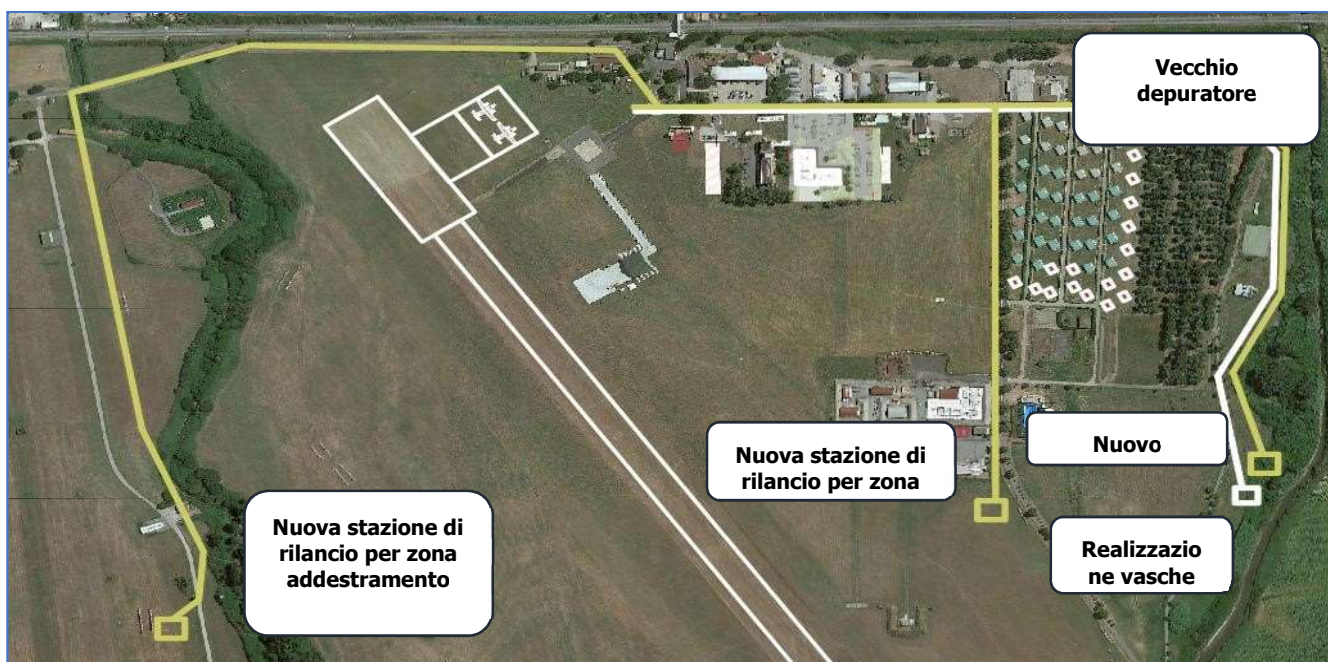 Vecchio
depuratore
Nuova stazione di
rilancio per zona
Nuovo
Nuova stazione di
rilancio per zona
addestramento
Realizzazio
ne vasche